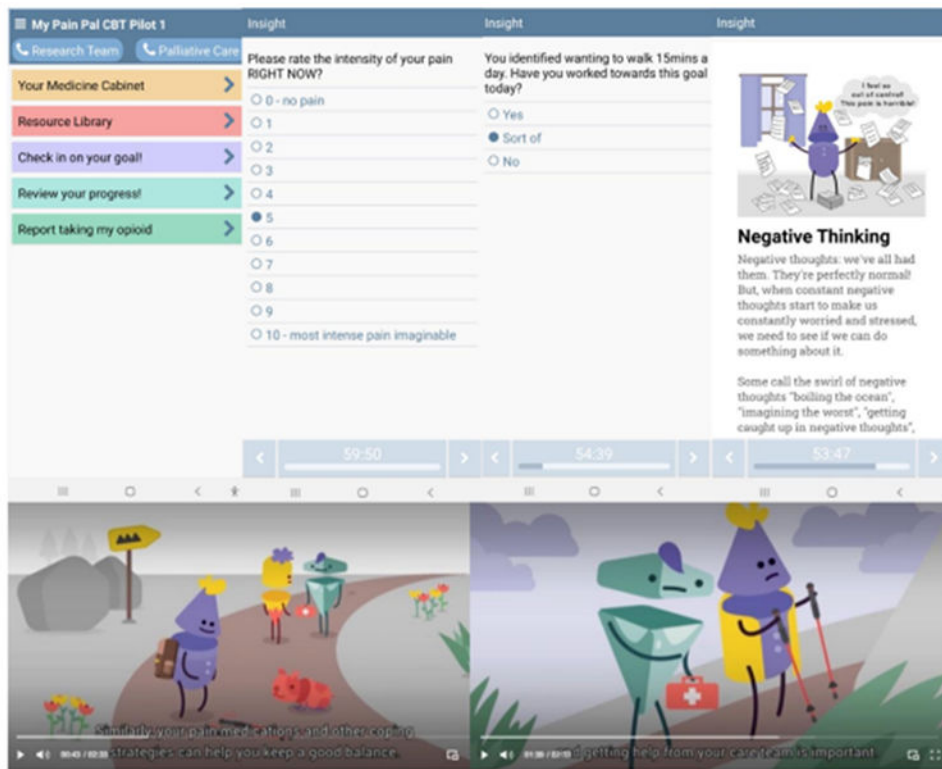 My Pain Pal CBT Pilot 1
Research Team
Palliative Care
Your Medicine Cabinet
Resource Library
Check in on your goal!
Review your progress!
Report taking my opioid
Insight
Please rate the intensity of your pain
RIGHT NOW?
0 - no pain
1
2
3
4
5
6
7
8
9
10 - most intense pain imaginable
59:50
Insight
You identified wanting to walk 15mins a
day. Have you worked towards this goal
today?
Yes
Sort of
No
54:39
Insight
I feel so
out of control!
This pain is horrible!
Negative Thinking
Negative thoughts: we've all had
them. They're perfectly normal!
But, when constant negative
thoughts start to make us
constantly worried and stressed,
we need to see if we can do
something about it.
Some call the swirl of negative
thoughts "boiling the ocean",
"imagining the worst", "getting
caught up in negative thoughts",
53:47
Similarly, your pain medications and other coping
strategies can help you keep a good balance.
getting help from your care team is important.